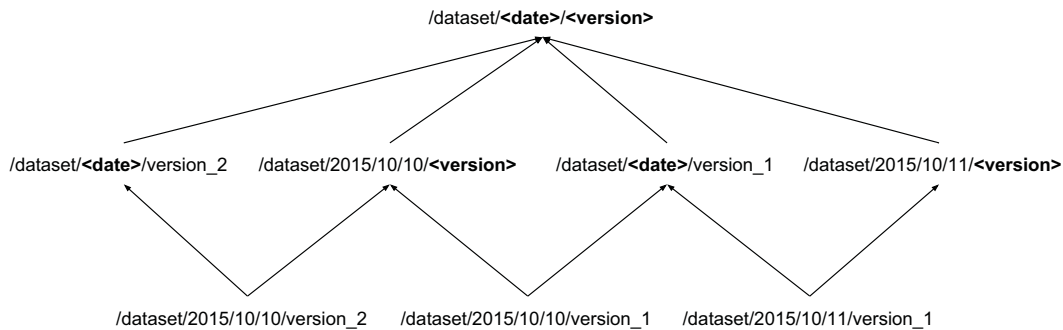 /dataset/<date>/<version>
/dataset/<date>/version_2
/dataset/2015/10/10/<version>
/dataset/<date>/version_1
/dataset/2015/10/11/<version>
/dataset/2015/10/10/version_2
/dataset/2015/10/10/version_1
/dataset/2015/10/11/version_1